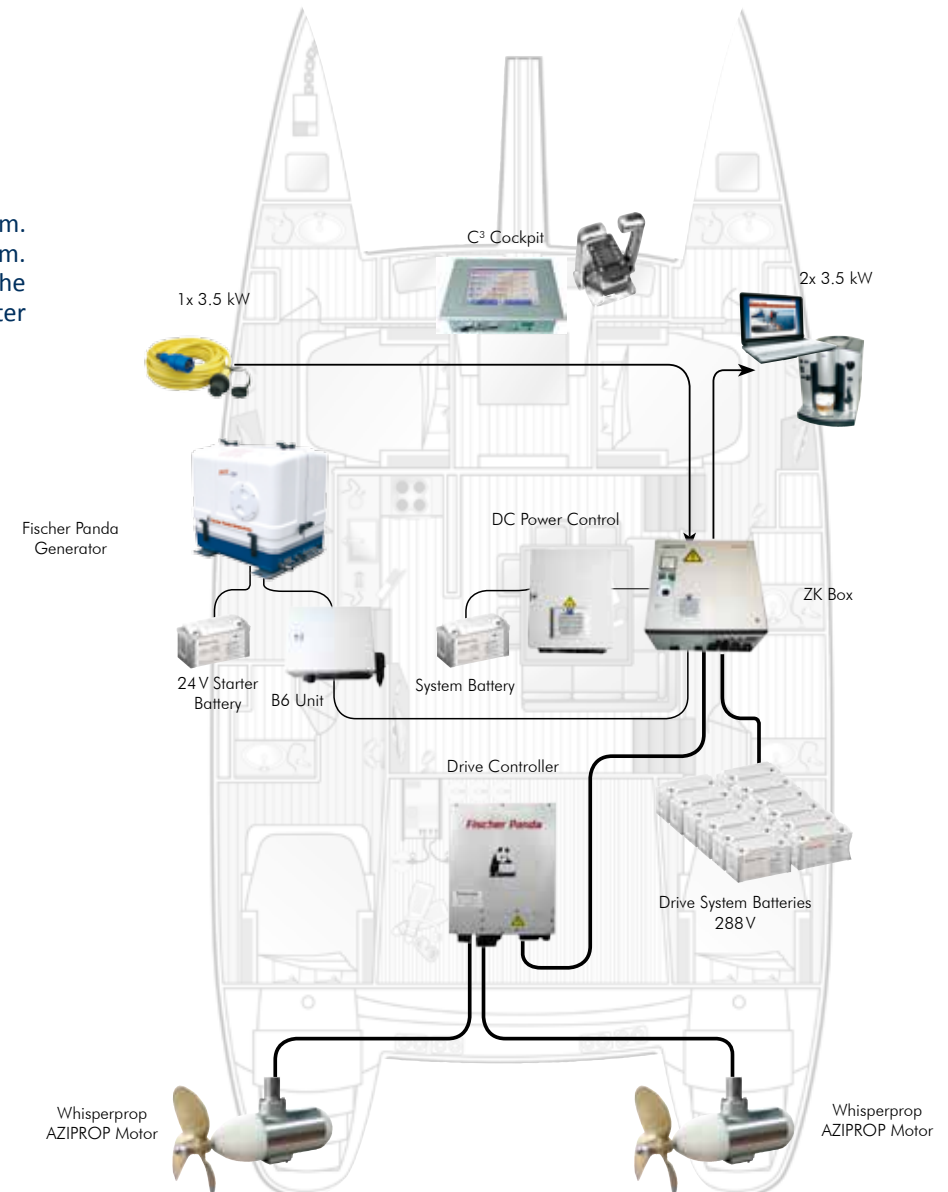 m.
m.
he
ter
C³ Cockpit
1x 3.5 kW
2x 3.5 kW
Fischer Panda
Generator
DC Power Control
ZK Box
24 V Starter
Battery
B6 Unit
System Battery
Drive Controller
Fischer Panda
Drive System Batteries
288 V
Whisperprop
AZIPROP Motor
Whisperprop
AZIPROP Motor